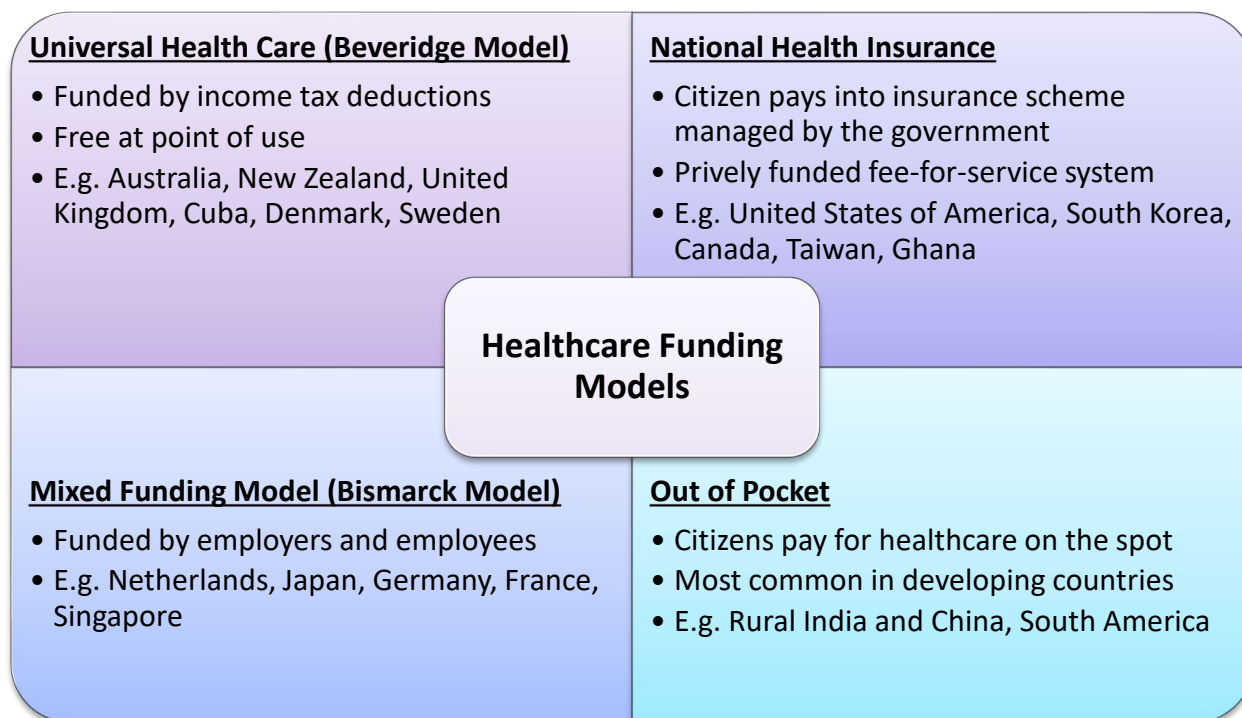 Universal Health Care (Beveridge Model)
• Funded by income tax deductions
• Free at point of use
• E.g. Australia, New Zealand, United
Kingdom, Cuba, Denmark, Sweden
National Health Insurance
• Citizen pays into insurance scheme
managed by the government
• Prively funded fee-for-service system
• E.g. United States of America, South Korea,
Canada, Taiwan, Ghana
Healthcare Funding
Models
Mixed Funding Model (Bismarck Model)
• Funded by employers and employees
• E.g. Netherlands, Japan, Germany, France,
Singapore
Out of Pocket
• Citizens pay for healthcare on the spot
• Most common in developing countries
• E.g. Rural India and China, South America